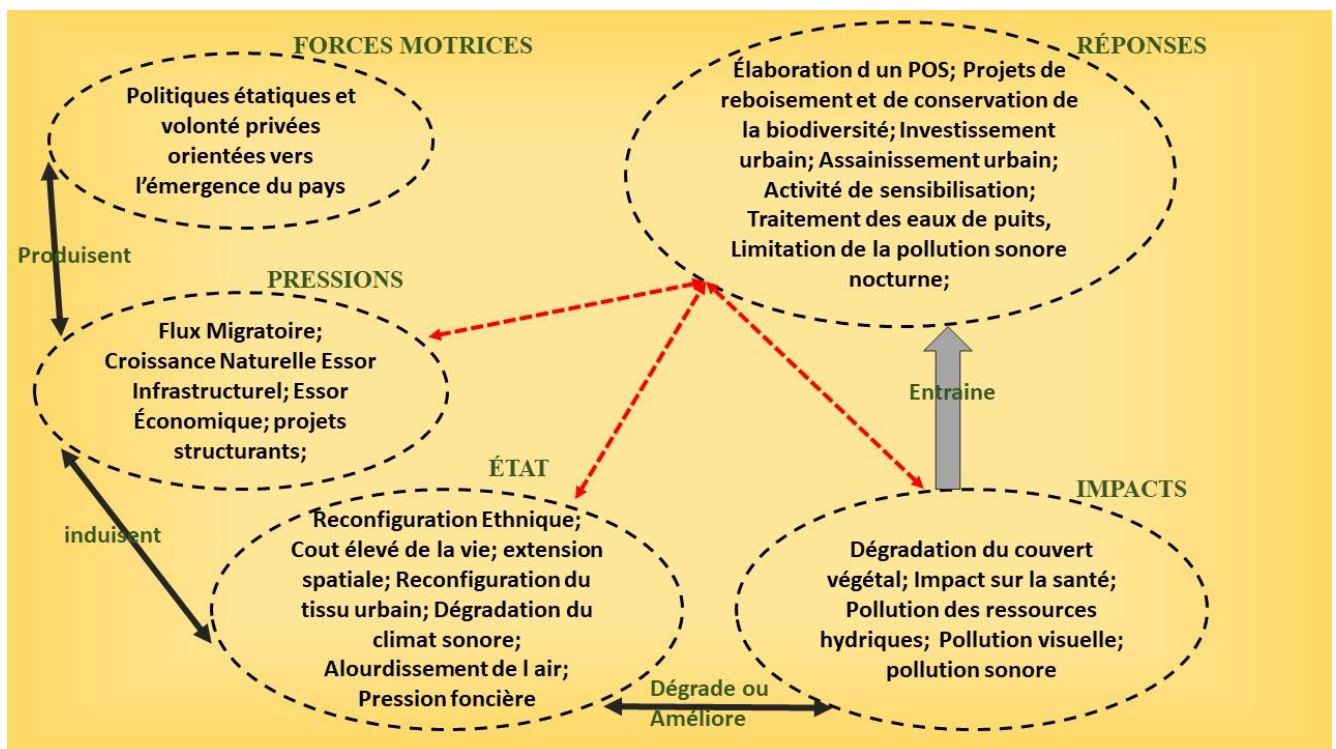 FORCES MOTRICES
Politiques étatiques et
volonté privées
orientées vers
l’émergence du pays
Produisent
PRESSIONS
Flux Migratoire;
Croissance Naturelle Essor
Infrastructurel; Essor
Économique; projets
structurants;
induisent
ÉTAT
Reconfiguration Ethnique;
Cout élevé de la vie; extension
spatiale; Reconfiguration du
tissu urbain; Dégradation du
climat sonore;
Alourdissement de l air;
Pression foncière
Dégrade ou
Améliore
IMPACTS
Dégradation du couvert
végétal; Impact sur la santé;
Pollution des ressources
hydriques; Pollution visuelle;
pollution sonore
Entraine
RÉPONSES
Élaboration d un POS; Projets de
reboisement et de conservation de
la biodiversité; Investissement
urbain; Assainissement urbain;
Activité de sensibilisation;
Traitement des eaux de puits,
Limitation de la pollution sonore
nocturne;